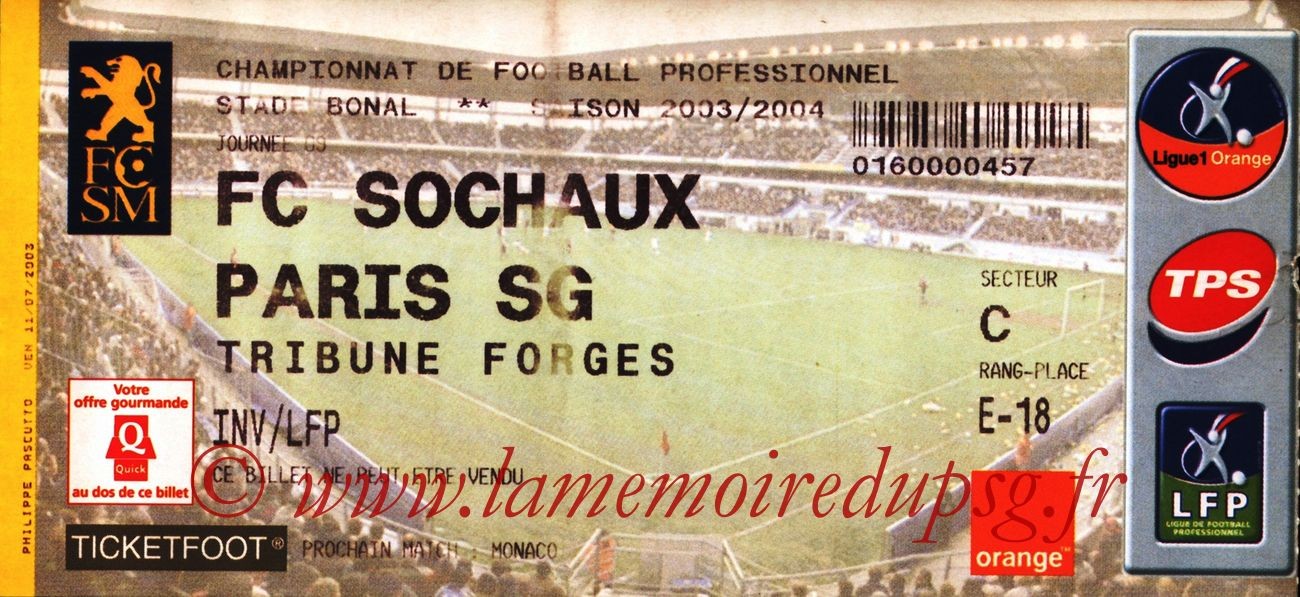 CHAMPIONNAT DE FOOTBALL PROFESSIONNEL
STADE BONAL ** SAISON 2003/2004
JOURNEE
0160000457
FC SOCHAUX
PARIS SG
TRIBUNE FORGES
INV/LFP
CE BILLET NE PEUT ETRE VENDU
PROCHAIN MATCH : MONACO
SECTEUR
C
RANG-PLACE
E-18
FC
SM
PHILIPPE PASCUTTO VEN 11/07/2003
Votre
offre gourmande
Q
Quick
au dos de ce billet
TICKETFOOT®
© www.lamemoiredupsg.fr
orange™
Ligue1 Orange
TPS
LFP
LIGUE DE FOOTBALL
PROFESSIONNEL